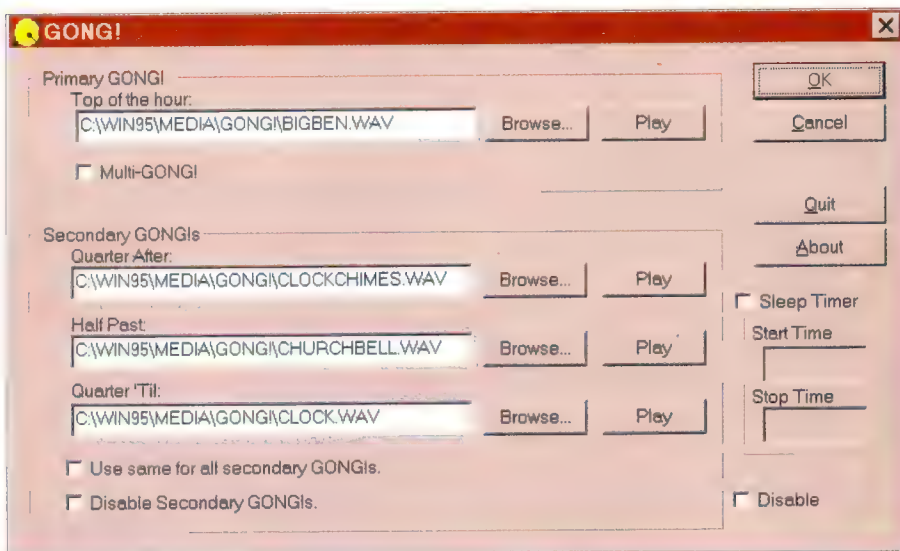 GONG!
Primary GONG!
Top of the hour:
C:\WIN95\MEDIA\GONG!\BIGBEN.WAV
Browse...
Play
Multi-GONG!
Secondary GONG!s
Quarter After:
C:\WIN95\MEDIA\GONG!\CLOCKCHIMES.WAV
Browse...
Play
Half Past:
C:\WIN95\MEDIA\GONG!\CHURCHBELL.WAV
Browse...
Play
Quarter 'Til:
C:\WIN95\MEDIA\GONG!\CLOCK.WAV
Browse...
Play
Use same for all secondary GONG!s.
Disable Secondary GONG!s.
OK
Cancel
Quit
About
Sleep Timer
Start Time
Stop Time
Disable